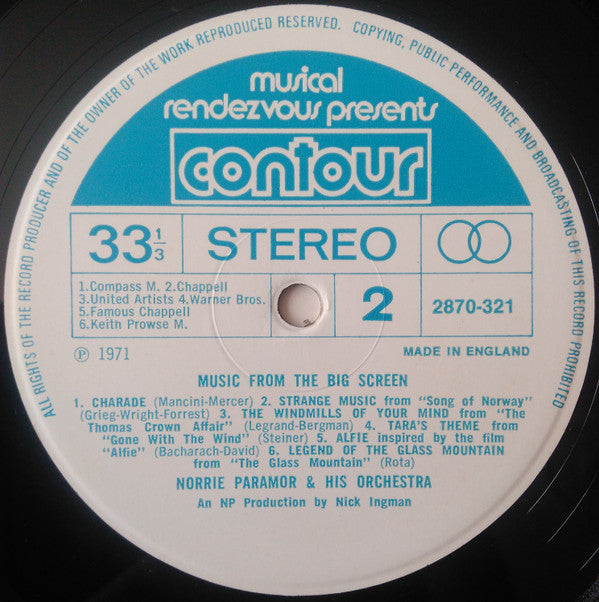 ALL RIGHTS OF THE RECORD PRODUCER AND OF THE OWNER OF THE WORK REPRODUCED RESERVED. COPYING, PUBLIC PERFORMANCE AND BROADCASTING OF THIS RECORD PROHIBITED
musical
rendezvous presents
contour
33 1/3 STEREO
1.Compass M. 2.Chappell
3.United Artists 4.Warner Bros.
5.Famous Chappell
6.Keith Prowse M.
2
2870-321
Ⓟ 1971
MADE IN ENGLAND
MUSIC FROM THE BIG SCREEN
1. CHARADE (Mancini-Mercer) 2. STRANGE MUSIC from "Song of Norway"
(Grieg-Wright-Forrest) 3. THE WINDMILLS OF YOUR MIND from "The
Thomas Crown Affair" (Legrand-Bergman) 4. TARA'S THEME from
"Gone With The Wind" (Steiner) 5. ALFIE inspired by the film
"Alfie" (Bacharach-David) 6. LEGEND OF THE GLASS MOUNTAIN
from "The Glass Mountain" (Rota)
NORRIE PARAMOR & HIS ORCHESTRA
An NP Production by Nick Ingman